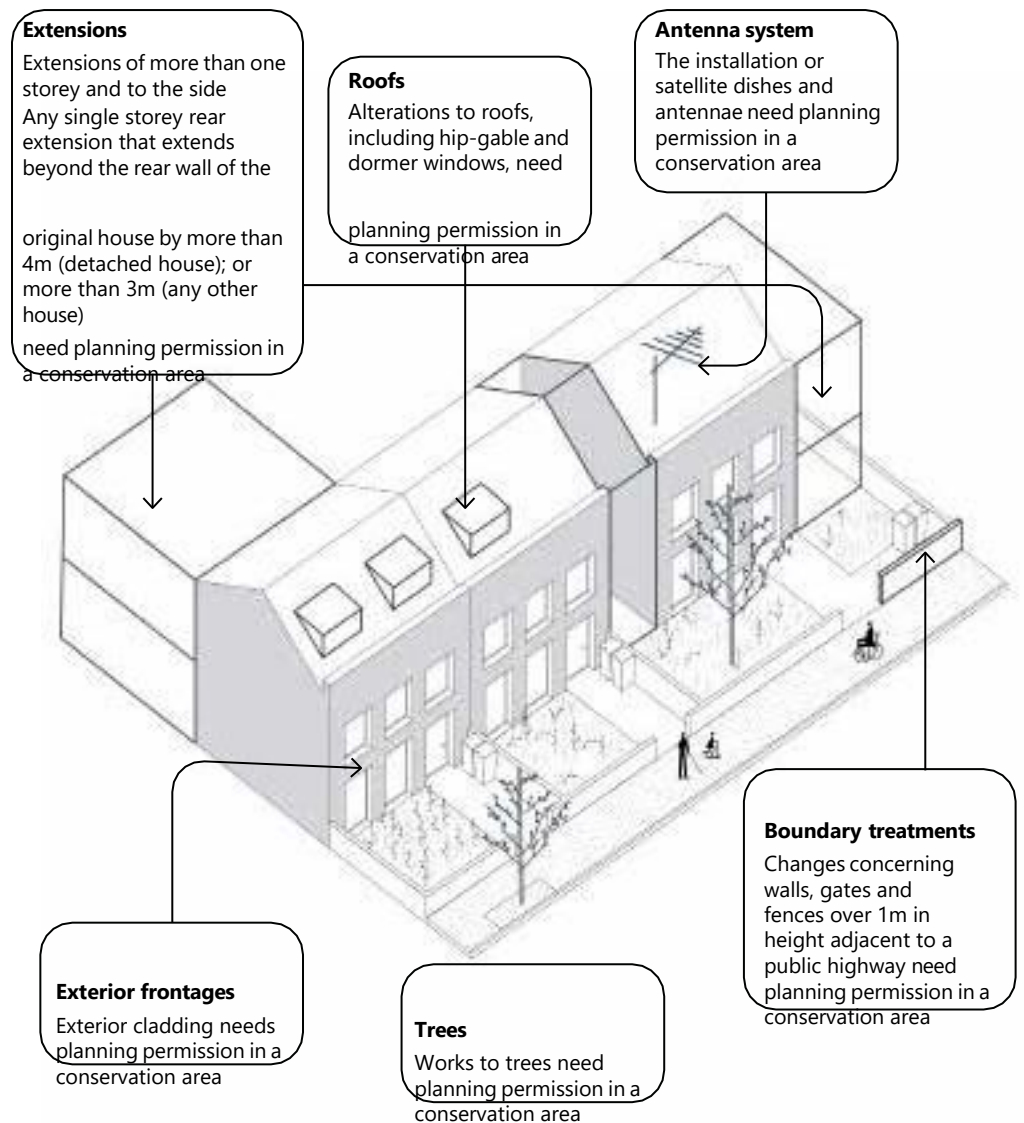 Extensions
Extensions of more than one
storey and to the side
Any single storey rear
extension that extends
beyond the rear wall of the
original house by more than
4m (detached house); or
more than 3m (any other
house)
need planning permission in
a conservation area
Roofs
Alterations to roofs,
including hip-gable and
dormer windows, need
planning permission in
a conservation area
Antenna system
The installation or
satellite dishes and
antennae need planning
permission in a
conservation area
Exterior frontages
Exterior cladding needs
planning permission in a
conservation area
Trees
Works to trees need
planning permission in a
conservation area
Boundary treatments
Changes concerning
walls, gates and
fences over 1m in
height adjacent to a
public highway need
planning permission in a
conservation area